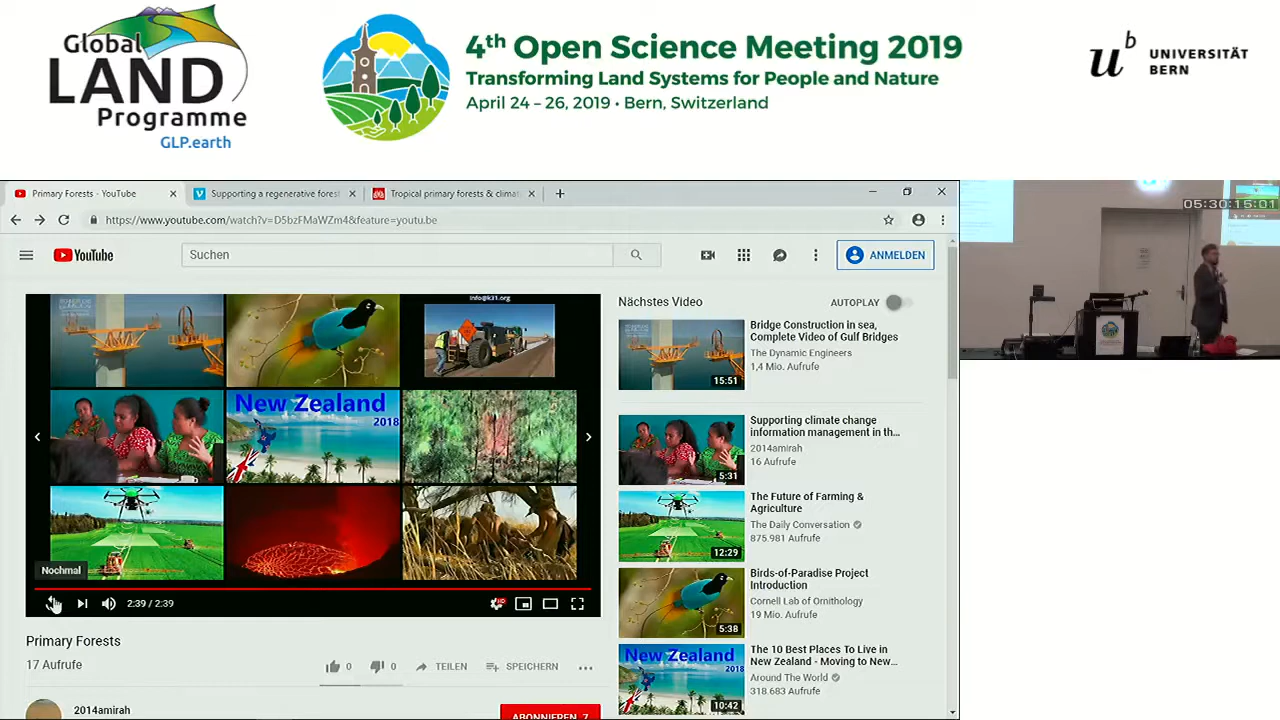 Global
LAND
Programme
GLP.earth
4th Open Science Meeting 2019
Transforming Land Systems for People and Nature
April 24 – 26, 2019 • Bern, Switzerland
u b
UNIVERSITÄT
BERN
Primary Forests - YouTube
Supporting a regenerative forest
Tropical primary forests & climat
https://www.youtube.com/watch?v=D5bzFMaWZm4&feature=youtu.be
YouTube
Suchen
ANMELDEN
05:30:15:01
info@k31.org
New Zealand
2018
Nochmal
2:39 / 2:39
HD
Primary Forests
17 Aufrufe
0
0
TEILEN
SPEICHERN
2014amirah
ABONNIEREN 7
Nächstes Video
AUTOPLAY
15:51
Bridge Construction in sea,
Complete Video of Gulf Bridges
The Dynamic Engineers
1,4 Mio. Aufrufe
5:31
Supporting climate change
information management in th...
2014amirah
16 Aufrufe
12:29
The Future of Farming &
Agriculture
The Daily Conversation
875.981 Aufrufe
5:38
Birds-of-Paradise Project
Introduction
Cornell Lab of Ornithology
19 Mio. Aufrufe
New Zealand
2018
10:42
The 10 Best Places To Live in
New Zealand - Moving to New...
Around The World
318.683 Aufrufe